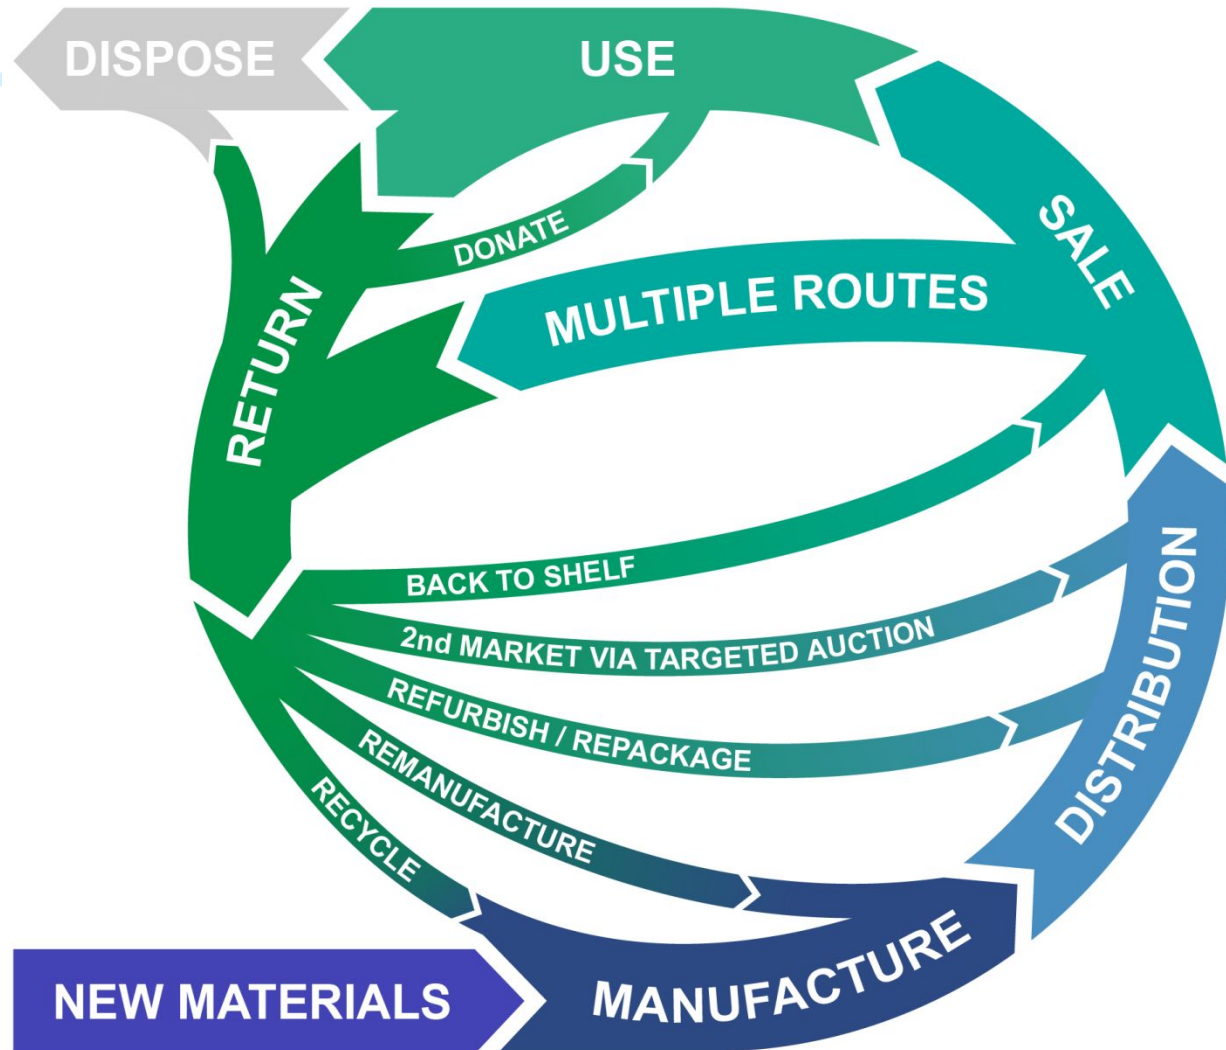 DISPOSE
USE
SALE
DONATE
MULTIPLE ROUTES
RETURN
BACK TO SHELF
2nd MARKET VIA TARGETED AUCTION
REFURBISH / REPACKAGE
REMANUFACTURE
RECYCLE
DISTRIBUTION
MANUFACTURE
NEW MATERIALS